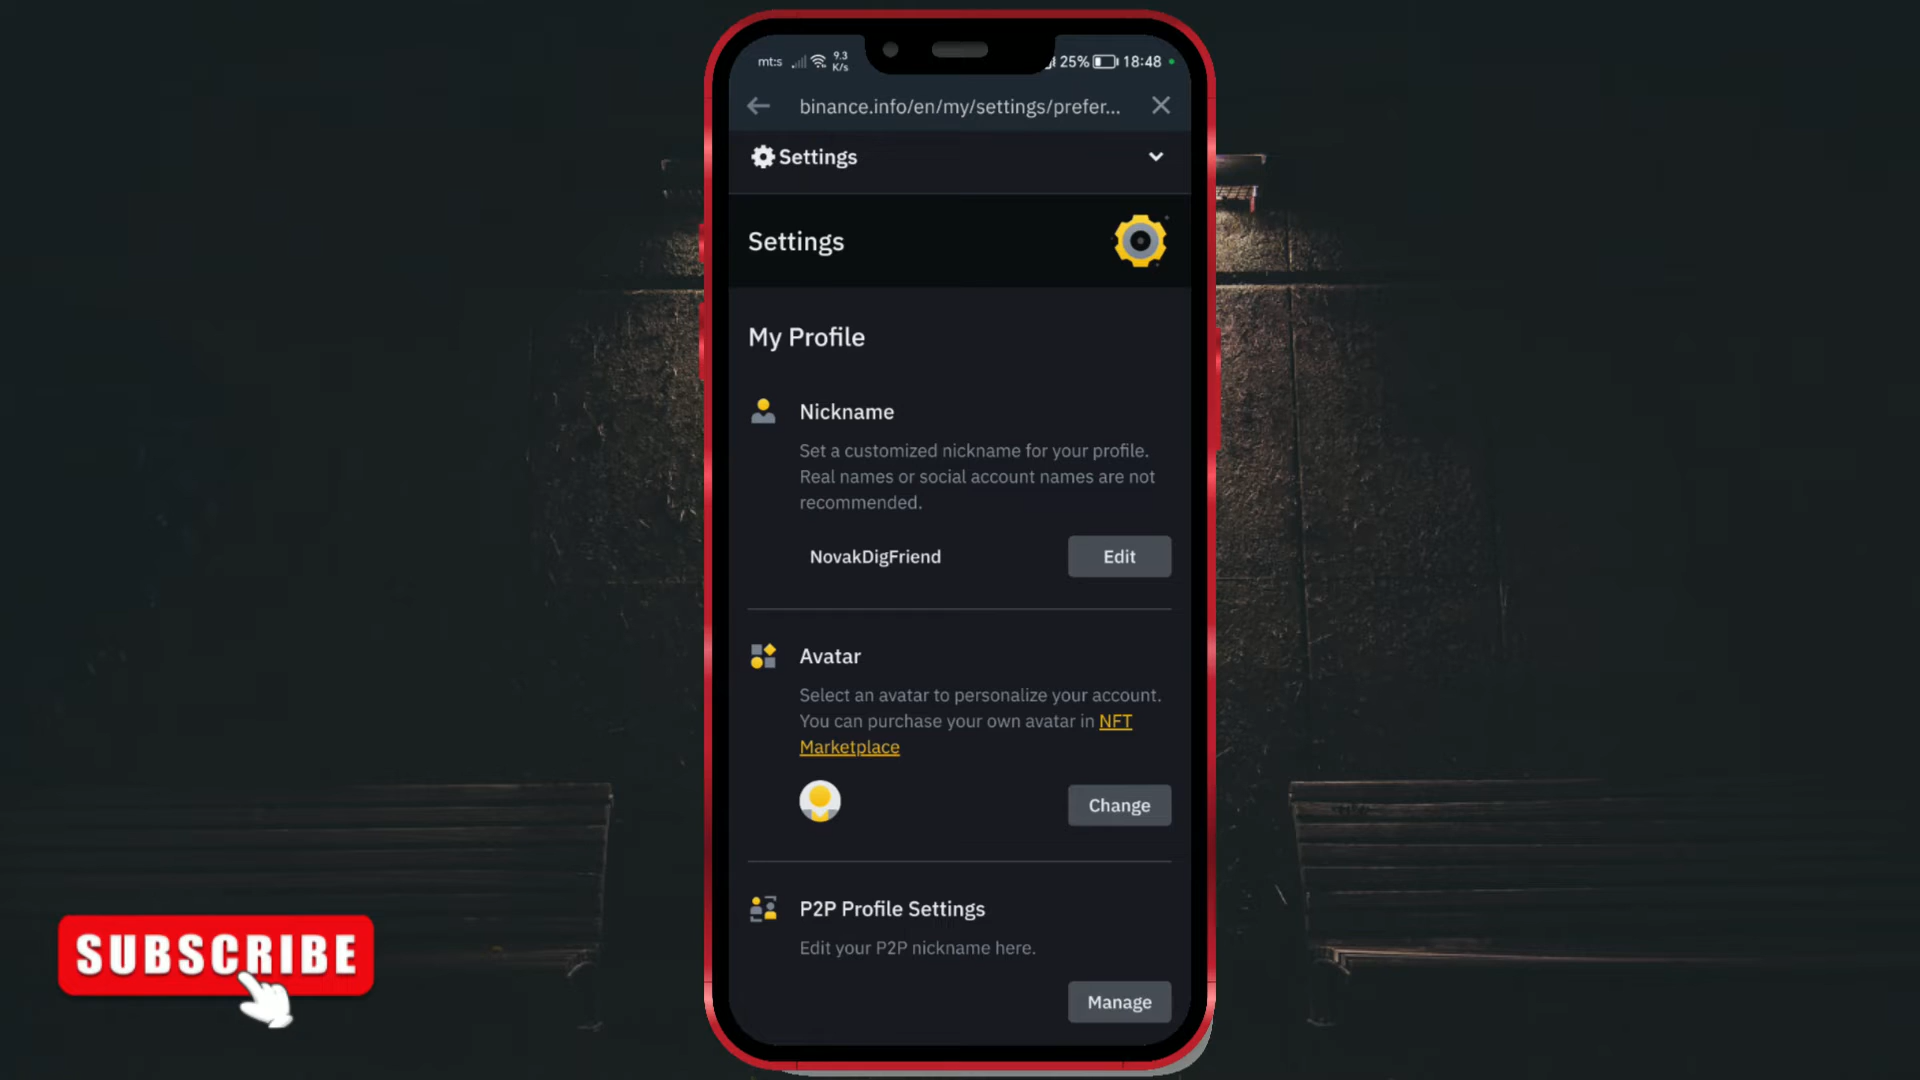 mt:s 9.3 K/s 25% 18:48
binance.info/en/my/settings/prefer...
Settings
Settings
My Profile
Nickname
Set a customized nickname for your profile.
Real names or social account names are not
recommended.
NovakDigFriend Edit
Avatar
Select an avatar to personalize your account.
You can purchase your own avatar in NFT
Marketplace
Change
P2P Profile Settings
Edit your P2P nickname here.
Manage
SUBSCRIBE